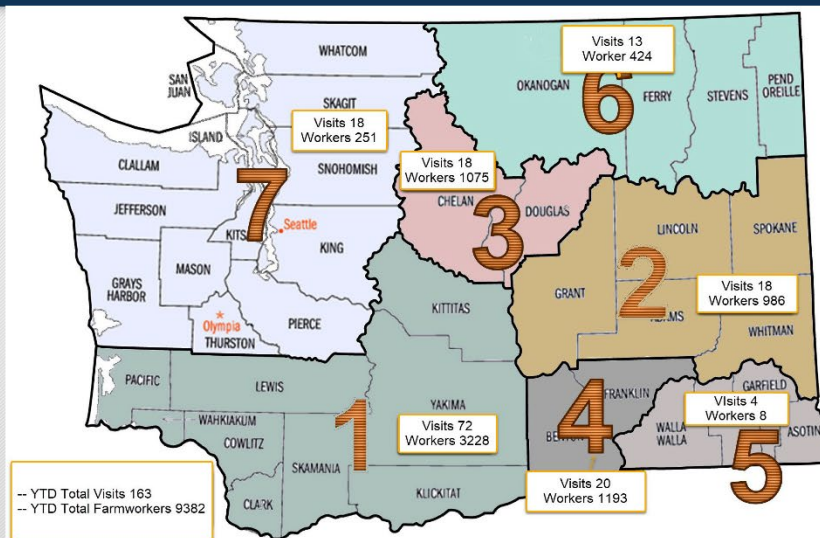 WHATCOM
SAN
JUAN
SKAGIT
ISLAND
Visits 18
Workers 251
CLALLAM
SNOHOMISH
JEFFERSON
7
KITS
Seattle
KING
MASON
GRAYS
HARBOR
Olympia
THURSTON
PIERCE
Visits 13
Worker 424
OKANOGAN
6
FERRY
STEVENS
PEND
OREILLE
Visits 18
Workers 1075
CHELAN
3
DOUGLAS
LINCOLN
SPOKANE
GRANT
2
ADAMS
Visits 18
Workers 986
WHITMAN
KITTITAS
PACIFIC
LEWIS
YAKIMA
WAHKIAKUM
COWLITZ
1
Visits 72
Workers 3228
SKAMANIA
CLARK
KLICKITAT
FRANKLIN
4
Visits 20
Workers 1193
GARFIELD
VIsits 4
Workers 8
WALLA
WALLA
ASOTIN
5
-- YTD Total Visits 163
-- YTD Total Farmworkers 9382